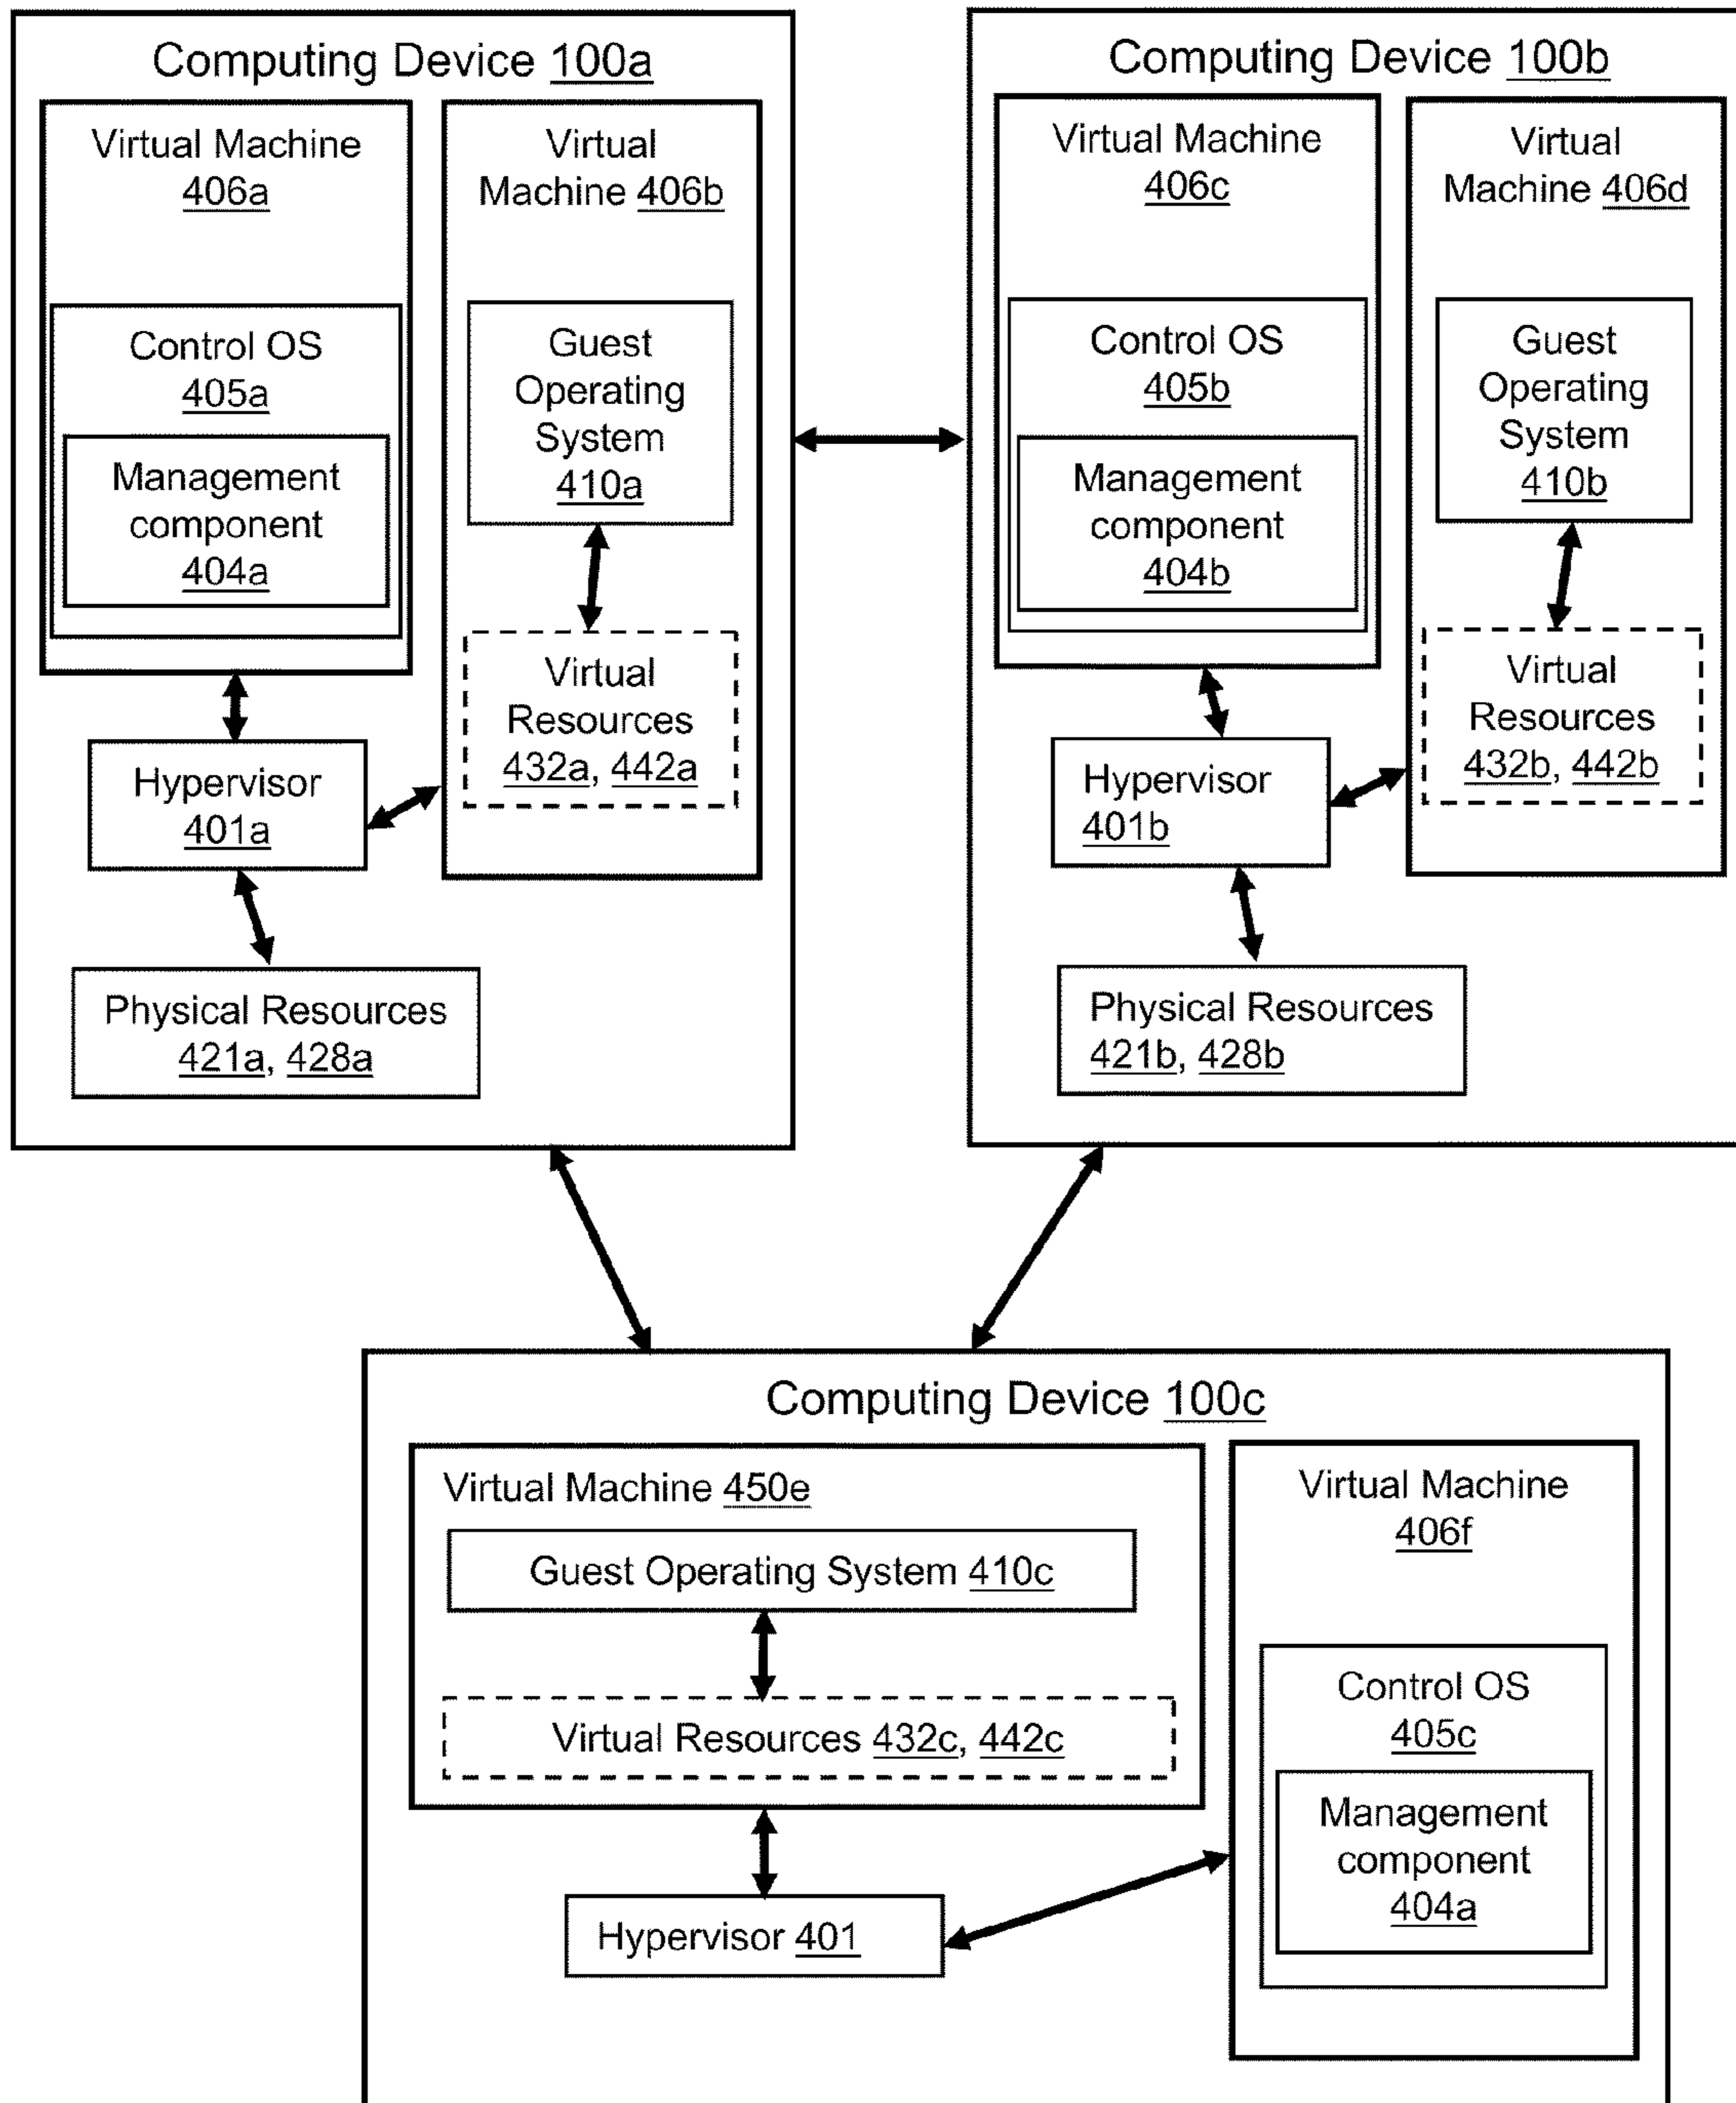 Computing Device 100a
Virtual Machine
406a
Control OS
405a
Management
component
404a
Virtual
Machine 406b
Guest
Operating
System
410a
Virtual
Resources
432a, 442a
Hypervisor
401a
Physical Resources
421a, 428a
Computing Device 100b
Virtual Machine
406c
Control OS
405b
Management
component
404b
Virtual
Machine 406d
Guest
Operating
System
410b
Virtual
Resources
432b, 442b
Hypervisor
401b
Physical Resources
421b, 428b
Computing Device 100c
Virtual Machine 450e
Guest Operating System 410c
Virtual Resources 432c, 442c
Hypervisor 401
Virtual Machine
406f
Control OS
405c
Management
component
404a